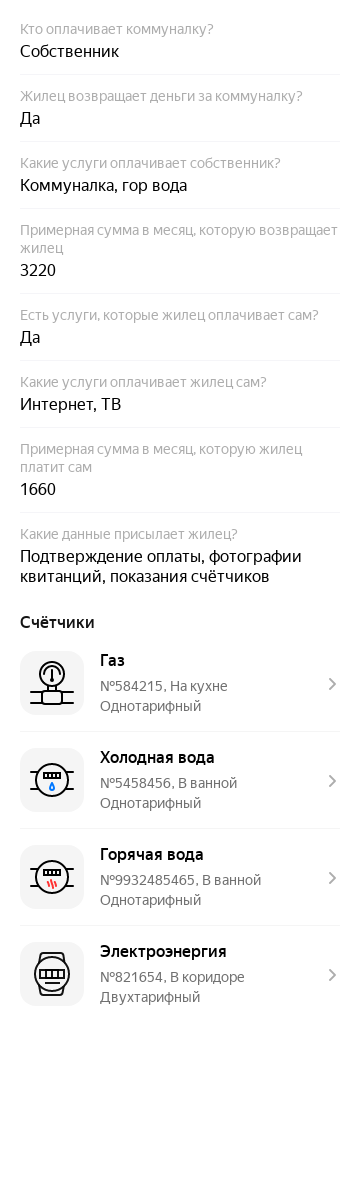 Кто оплачивает коммуналку?
Собственник
Жилец возвращает деньги за коммуналку?
Да
Какие услуги оплачивает собственник?
Коммуналка, гор вода
Примерная сумма в месяц, которую возвращает
жилец
3220
Есть услуги, которые жилец оплачивает сам?
Да
Какие услуги оплачивает жилец сам?
Интернет, ТВ
Примерная сумма в месяц, которую жилец
платит сам
1660
Какие данные присылает жилец?
Подтверждение оплаты, фотографии
квитанций, показания счётчиков
Счётчики
Газ
№584215, На кухне
Однотарифный
Холодная вода
№5458456, В ванной
Однотарифный
Горячая вода
№9932485465, В ванной
Однотарифный
Электроэнергия
№821654, В коридоре
Двухтарифный